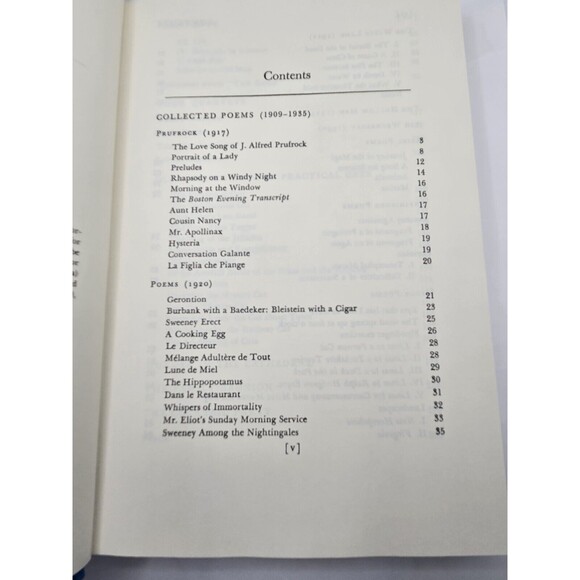 Contents
COLLECTED POEMS (1909–1935)
PRUFROCK (1917)
The Love Song of J. Alfred Prufrock 3
Portrait of a Lady 8
Preludes 12
Rhapsody on a Windy Night 14
Morning at the Window 16
The Boston Evening Transcript 16
Aunt Helen 17
Cousin Nancy 17
Mr. Apollinax 18
Hysteria 19
Conversation Galante 19
La Figlia che Piange 20
POEMS (1920)
Gerontion 21
Burbank with a Baedeker: Bleistein with a Cigar 23
Sweeney Erect 25
A Cooking Egg 26
Le Directeur 28
Mélange Adultère de Tout 28
Lune de Miel 29
The Hippopotamus 30
Dans le Restaurant 31
Whispers of Immortality 32
Mr. Eliot's Sunday Morning Service 33
Sweeney Among the Nightingales 35
[v]